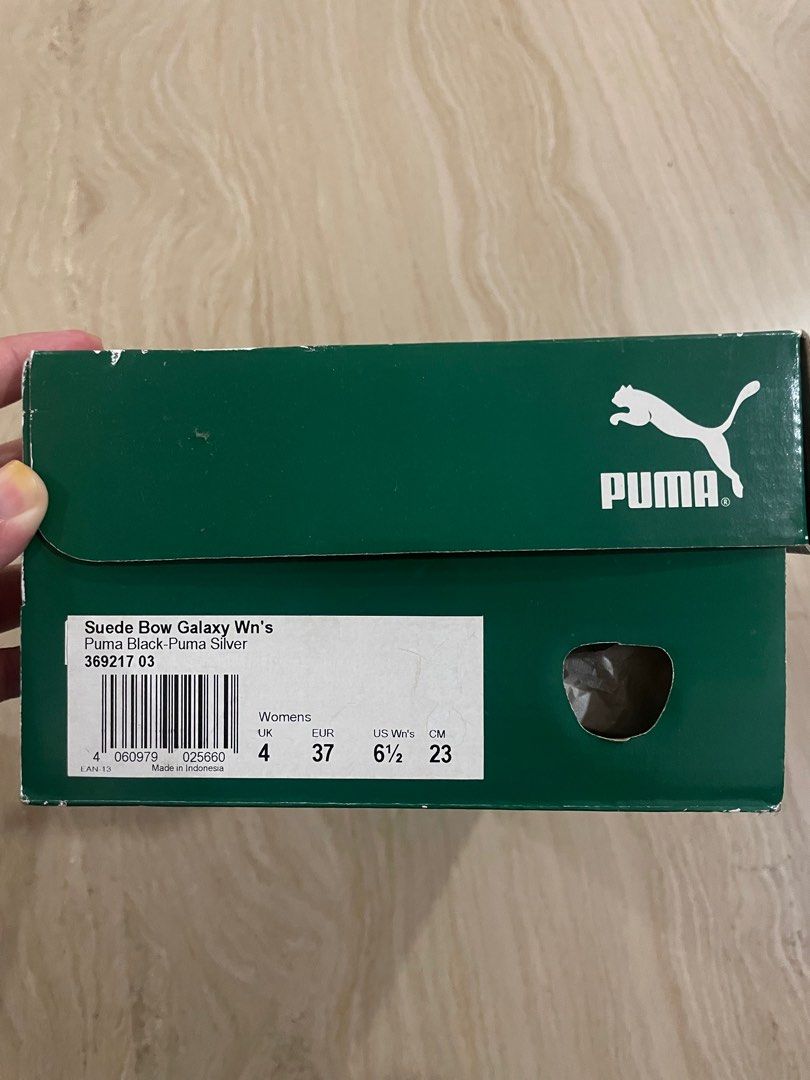 PUMA®
Suede Bow Galaxy Wn's
Puma Black-Puma Silver
369217 03
Womens
UK EUR US Wn's CM
4 37 6½ 23
4 060979 025660
EAN-13 Made in Indonesia